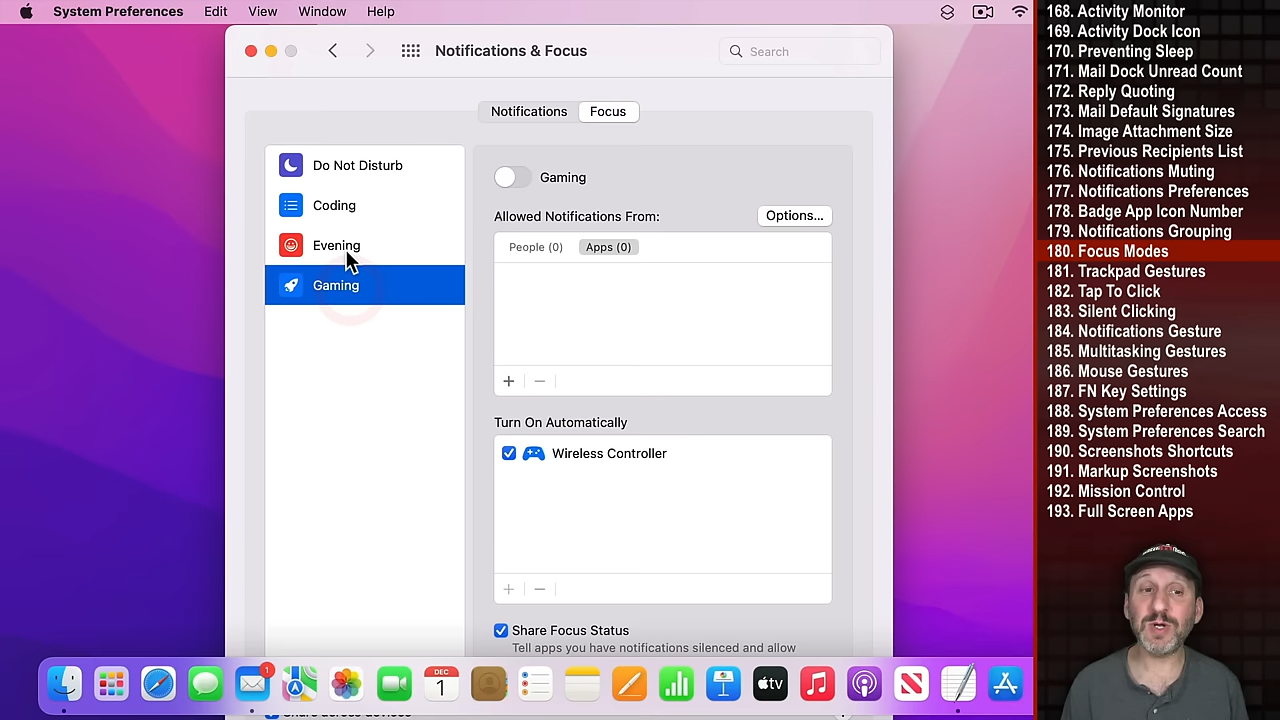 System Preferences Edit View Window Help
Notifications & Focus
Search
Notifications Focus
Do Not Disturb
Coding
Evening
Gaming
Gaming
Allowed Notifications From:
Options...
People (0) Apps (0)
+ −
Turn On Automatically
Wireless Controller
+ −
Share Focus Status
Tell apps you have notifications silenced and allow
Share across devices
1
DEC
1
tv
168. Activity Monitor
169. Activity Dock Icon
170. Preventing Sleep
171. Mail Dock Unread Count
172. Reply Quoting
173. Mail Default Signatures
174. Image Attachment Size
175. Previous Recipients List
176. Notifications Muting
177. Notifications Preferences
178. Badge App Icon Number
179. Notifications Grouping
180. Focus Modes
181. Trackpad Gestures
182. Tap To Click
183. Silent Clicking
184. Notifications Gesture
185. Multitasking Gestures
186. Mouse Gestures
187. FN Key Settings
188. System Preferences Access
189. System Preferences Search
190. Screenshots Shortcuts
191. Markup Screenshots
192. Mission Control
193. Full Screen Apps